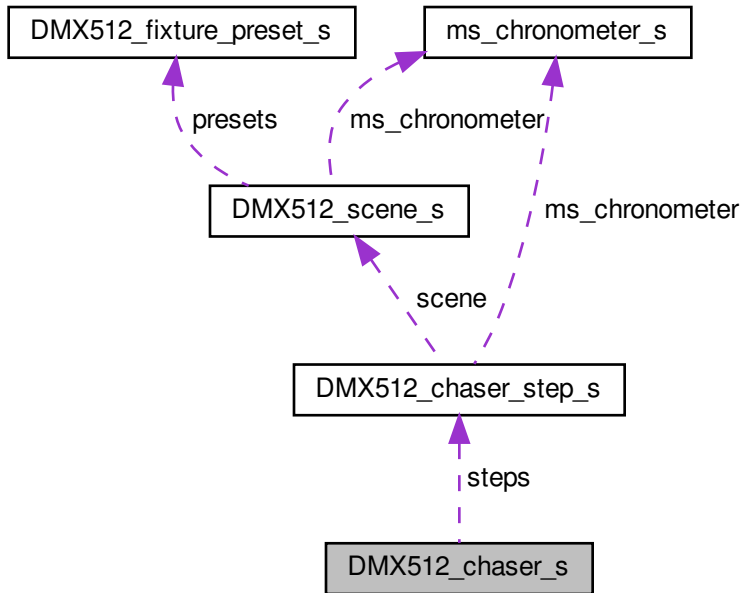 DMX512_fixture_preset_s
ms_chronometer_s
presets
ms_chronometer
DMX512_scene_s
ms_chronometer
scene
DMX512_chaser_step_s
steps
DMX512_chaser_s